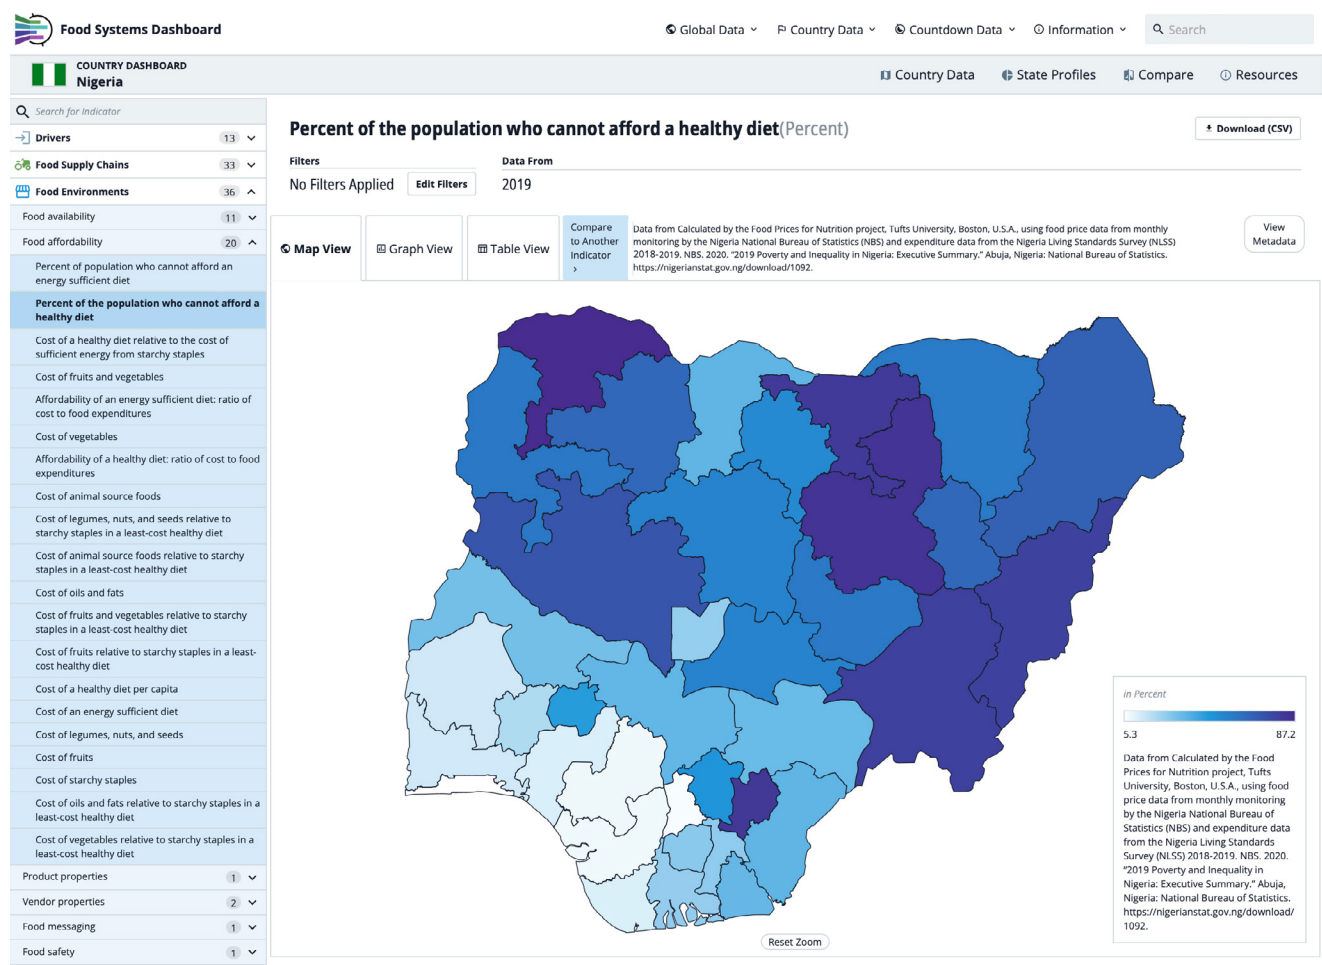 Food Systems Dashboard
Global Data
Country Data
Countdown Data
Information
Search
COUNTRY DASHBOARD
Nigeria
Country Data
State Profiles
Compare
Resources
Search for Indicator
Drivers 13
Food Supply Chains 33
Food Environments 36
Food availability 11
Food affordability 20
Percent of population who cannot afford an
energy sufficient diet
Percent of the population who cannot afford a
healthy diet
Cost of a healthy diet relative to the cost of
sufficient energy from starchy staples
Cost of fruits and vegetables
Affordability of an energy sufficient diet: ratio of
cost to food expenditures
Cost of vegetables
Affordability of a healthy diet: ratio of cost to food
expenditures
Cost of animal source foods
Cost of legumes, nuts, and seeds relative to
starchy staples in a least-cost healthy diet
Cost of animal source foods relative to starchy
staples in a least-cost healthy diet
Cost of oils and fats
Cost of fruits and vegetables relative to starchy
staples in a least-cost healthy diet
Cost of fruits relative to starchy staples in a least-
cost healthy diet
Cost of a healthy diet per capita
Cost of an energy sufficient diet
Cost of legumes, nuts, and seeds
Cost of fruits
Cost of starchy staples
Cost of oils and fats relative to starchy staples in a
least-cost healthy diet
Cost of vegetables relative to starchy staples in a
least-cost healthy diet
Product properties 1
Vendor properties 2
Food messaging 1
Food safety 1
Percent of the population who cannot afford a healthy diet(Percent)
Download (CSV)
Filters
No Filters Applied
Edit Filters
Data From
2019
Map View
Graph View
Table View
Compare
to Another
Indicator
›
Data from Calculated by the Food Prices for Nutrition project, Tufts University, Boston, U.S.A., using food price data from monthly
monitoring by the Nigeria National Bureau of Statistics (NBS) and expenditure data from the Nigeria Living Standards Survey (NLSS)
2018-2019. NBS. 2020. "2019 Poverty and Inequality in Nigeria: Executive Summary." Abuja, Nigeria: National Bureau of Statistics.
https://nigerianstat.gov.ng/download/1092.
View
Metadata
in Percent
5.3 87.2
Data from Calculated by the Food
Prices for Nutrition project, Tufts
University, Boston, U.S.A., using food
price data from monthly monitoring
by the Nigeria National Bureau of
Statistics (NBS) and expenditure data
from the Nigeria Living Standards
Survey (NLSS) 2018-2019. NBS. 2020.
"2019 Poverty and Inequality in
Nigeria: Executive Summary." Abuja,
Nigeria: National Bureau of Statistics.
https://nigerianstat.gov.ng/download/
1092.
Reset Zoom